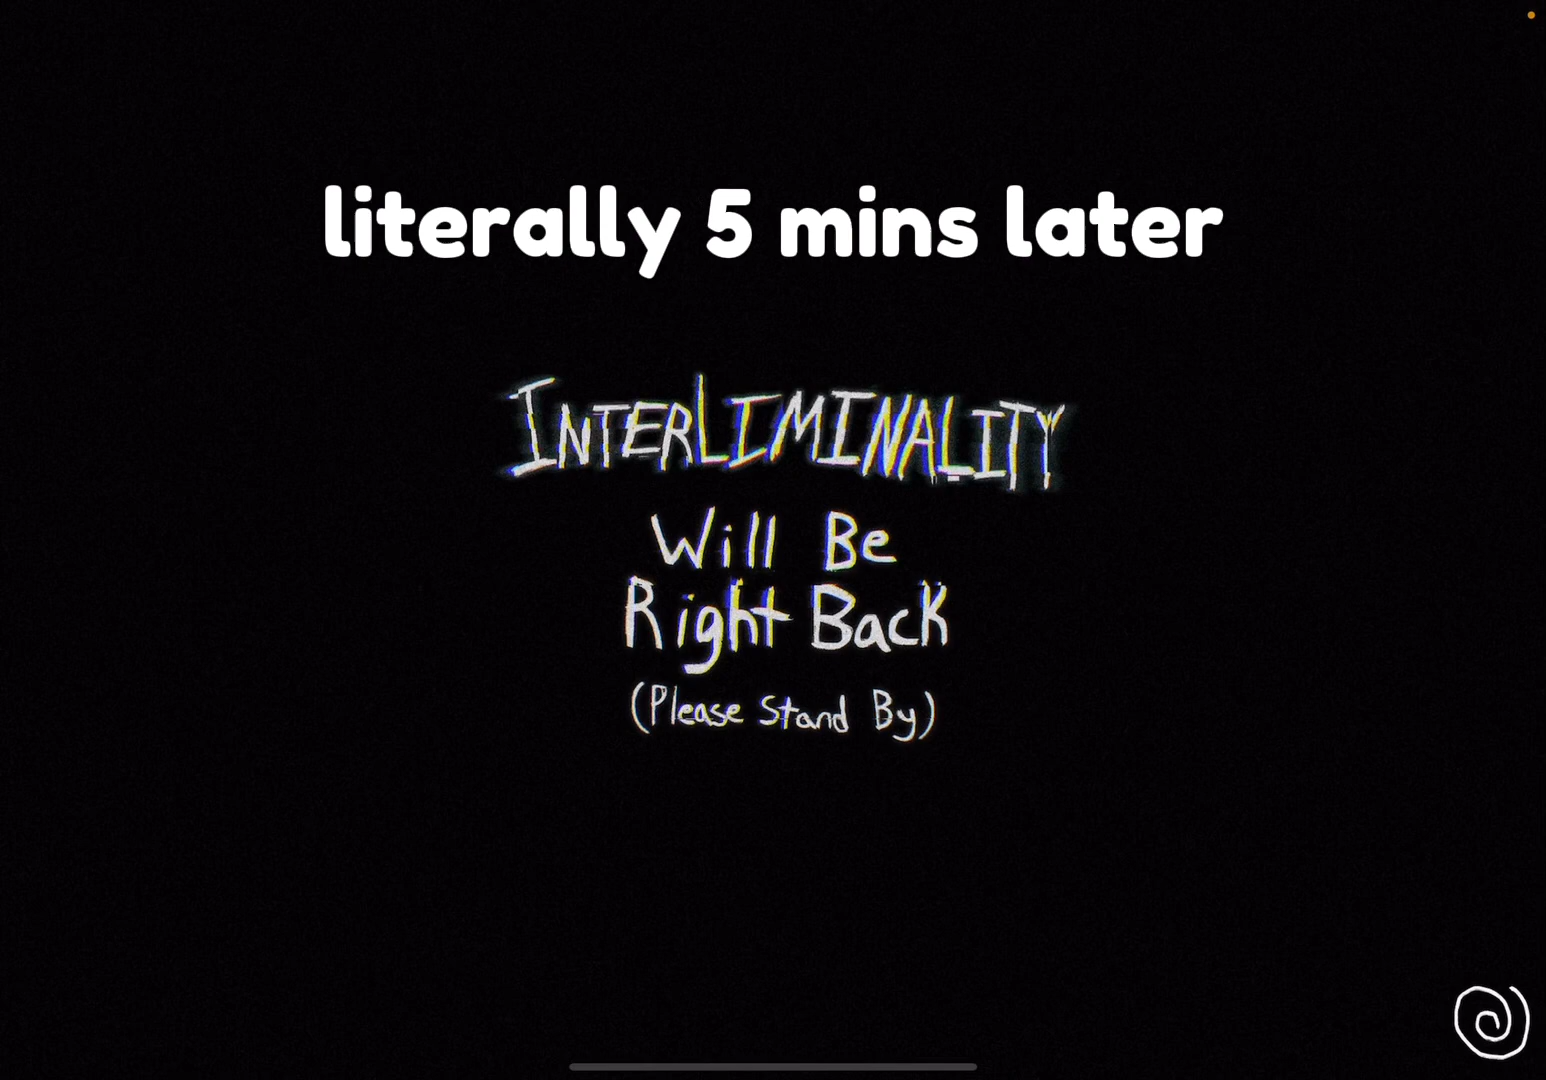 literally 5 mins later
INTERLIMINALITY
Will Be
Right Back
(Please Stand By)